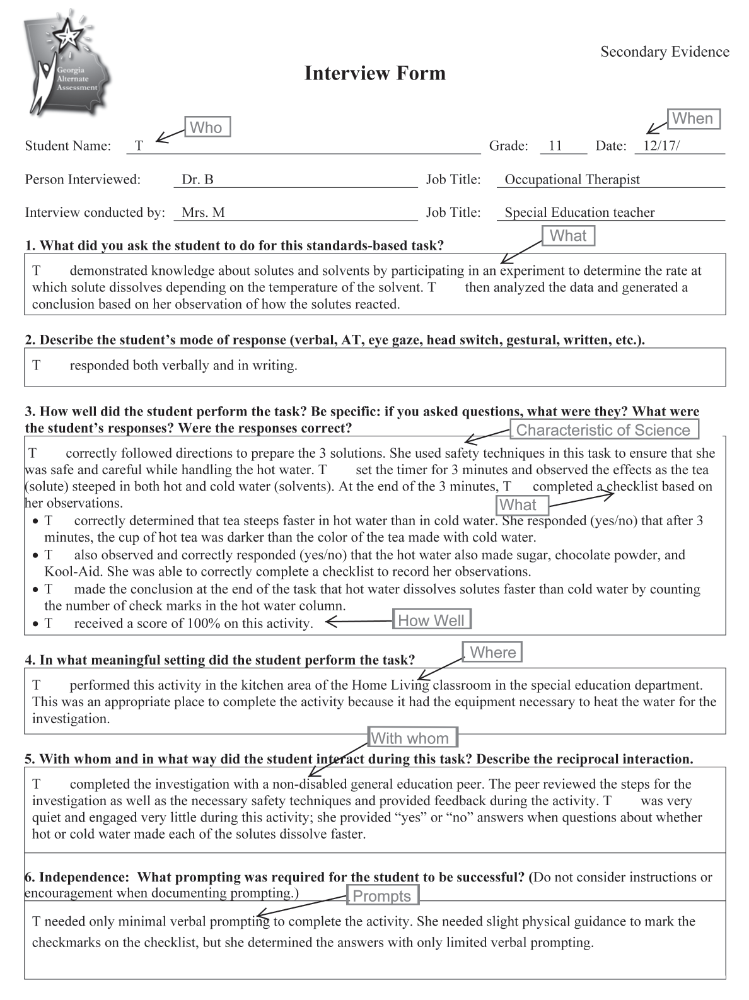 Georgia
Alternate
Assessment
Secondary Evidence
Interview Form
Who
When
Student Name: T Grade: 11 Date: 12/17/
Person Interviewed: Dr. B Job Title: Occupational Therapist
Interview conducted by: Mrs. M Job Title: Special Education teacher
What
1. What did you ask the student to do for this standards-based task?
T demonstrated knowledge about solutes and solvents by participating in an experiment to determine the rate at
which solute dissolves depending on the temperature of the solvent. T then analyzed the data and generated a
conclusion based on her observation of how the solutes reacted.
2. Describe the student’s mode of response (verbal, AT, eye gaze, head switch, gestural, written, etc.).
T responded both verbally and in writing.
3. How well did the student perform the task? Be specific: if you asked questions, what were they? What were
the student’s responses? Were the responses correct?
Characteristic of Science
T correctly followed directions to prepare the 3 solutions. She used safety techniques in this task to ensure that she
was safe and careful while handling the hot water. T set the timer for 3 minutes and observed the effects as the tea
(solute) steeped in both hot and cold water (solvents). At the end of the 3 minutes, T completed a checklist based on
her observations.
What
• T correctly determined that tea steeps faster in hot water than in cold water. She responded (yes/no) that after 3
minutes, the cup of hot tea was darker than the color of the tea made with cold water.
• T also observed and correctly responded (yes/no) that the hot water also made sugar, chocolate powder, and
Kool-Aid. She was able to correctly complete a checklist to record her observations.
• T made the conclusion at the end of the task that hot water dissolves solutes faster than cold water by counting
the number of check marks in the hot water column.
• T received a score of 100% on this activity.
How Well
Where
4. In what meaningful setting did the student perform the task?
T performed this activity in the kitchen area of the Home Living classroom in the special education department.
This was an appropriate place to complete the activity because it had the equipment necessary to heat the water for the
investigation.
With whom
5. With whom and in what way did the student interact during this task? Describe the reciprocal interaction.
T completed the investigation with a non-disabled general education peer. The peer reviewed the steps for the
investigation as well as the necessary safety techniques and provided feedback during the activity. T was very
quiet and engaged very little during this activity; she provided “yes” or “no” answers when questions about whether
hot or cold water made each of the solutes dissolve faster.
6. Independence: What prompting was required for the student to be successful? (Do not consider instructions or
encouragement when documenting prompting.)
Prompts
T needed only minimal verbal prompting to complete the activity. She needed slight physical guidance to mark the
checkmarks on the checklist, but she determined the answers with only limited verbal prompting.